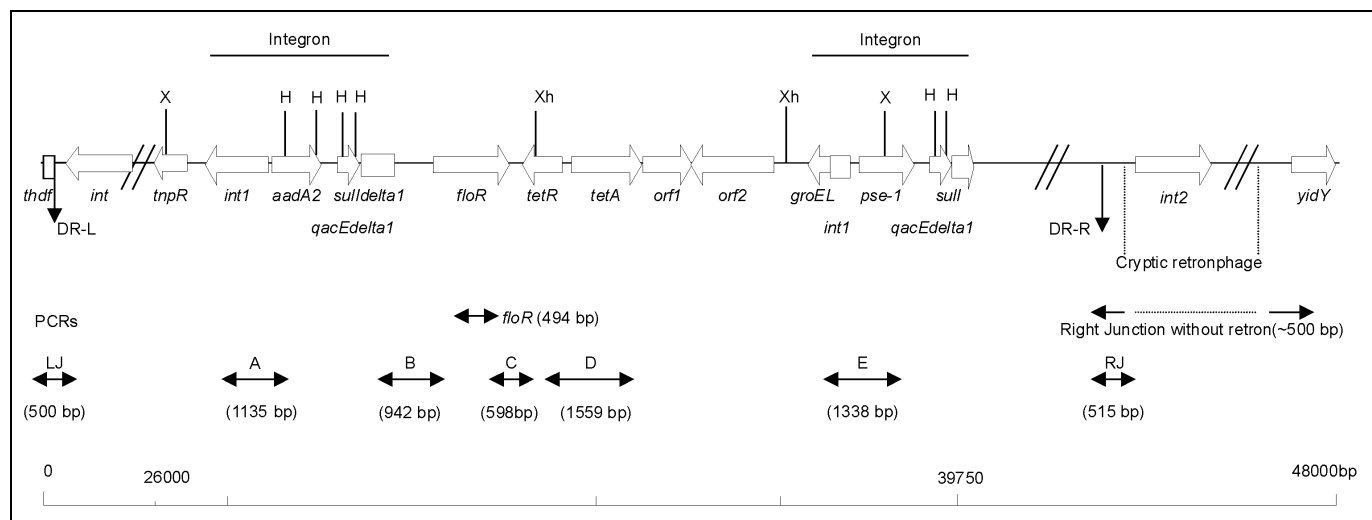 Integron Integron
X H H H H Xh Xh X H H
thdf int tnpR int1 aadA2 sulIdelta1 floR tetR tetA orf1 orf2 groEL pse-1 sulI int2 yidY
DR-L qacEdelta1 int1 qacEdelta1 DR-R
Cryptic retronphage
PCRs floR (494 bp) Right Junction without retron(~500 bp)
LJ A B C D E RJ
(500 bp) (1135 bp) (942 bp) (598bp) (1559 bp) (1338 bp) (515 bp)
0 26000 39750 48000bp